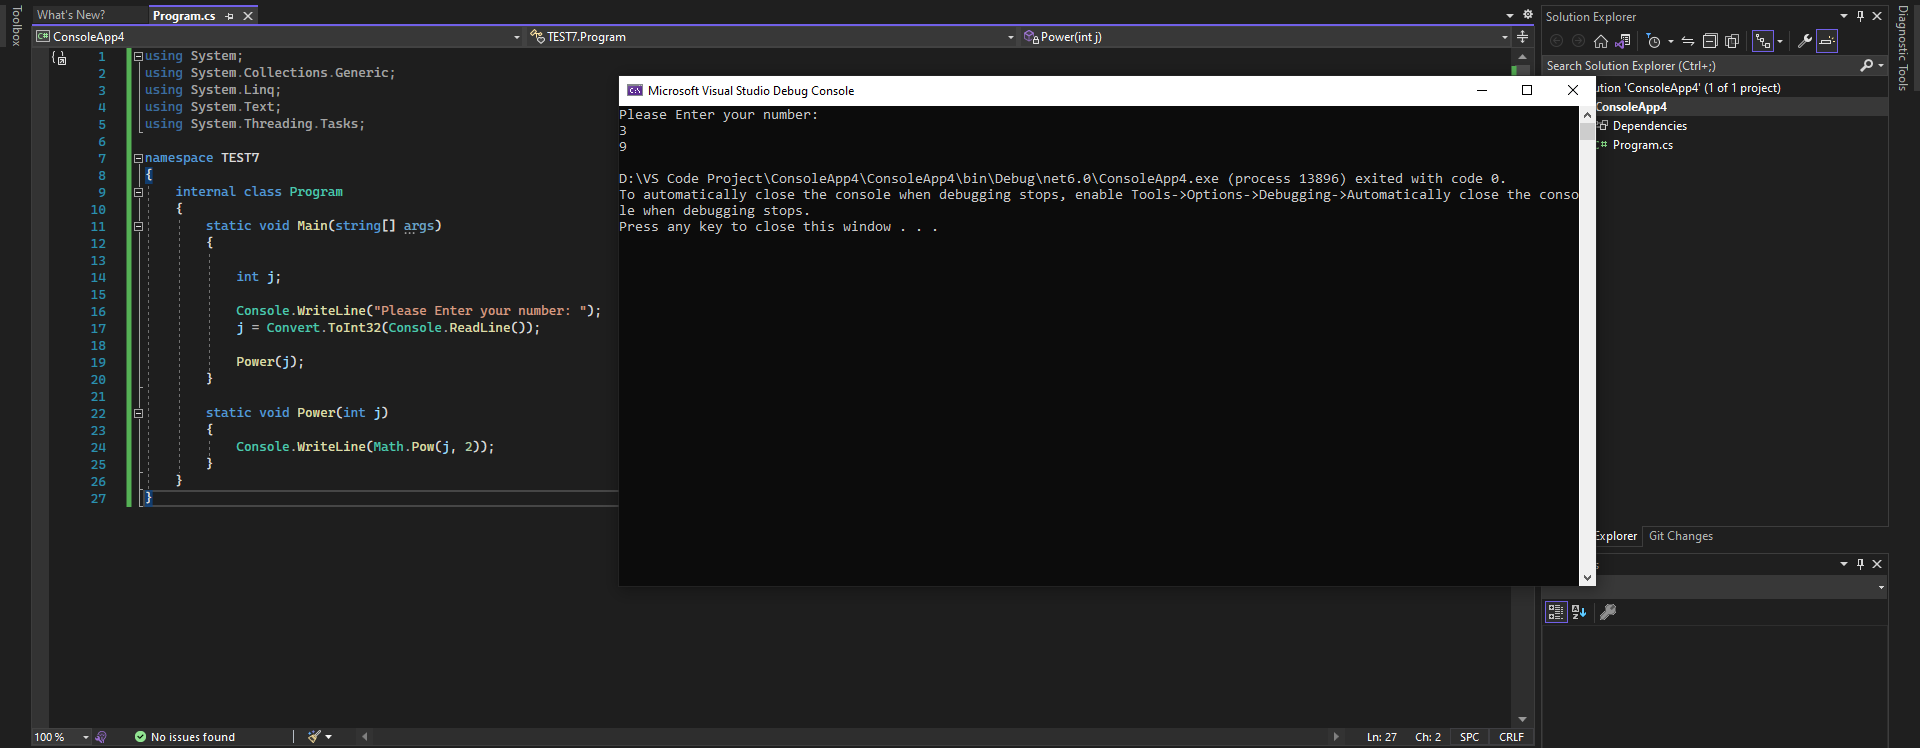 Toolbox
What's New?
Program.cs
ConsoleApp4
TEST7.Program
Power(int j)
1 using System;
2 using System.Collections.Generic;
3 using System.Linq;
4 using System.Text;
5 using System.Threading.Tasks;
6
7 namespace TEST7
8 {
9 internal class Program
10 {
11 static void Main(string[] args)
12 {
13
14 int j;
15
16 Console.WriteLine("Please Enter your number: ");
17 j = Convert.ToInt32(Console.ReadLine());
18
19 Power(j);
20 }
21
22 static void Power(int j)
23 {
24 Console.WriteLine(Math.Pow(j, 2));
25 }
26 }
27 }
Microsoft Visual Studio Debug Console
Please Enter your number:
3
9
D:\VS Code Project\ConsoleApp4\ConsoleApp4\bin\Debug\net6.0\ConsoleApp4.exe (process 13896) exited with code 0.
To automatically close the console when debugging stops, enable Tools->Options->Debugging->Automatically close the conso
le when debugging stops.
Press any key to close this window . . .
Solution Explorer
Search Solution Explorer (Ctrl+;)
ution 'ConsoleApp4' (1 of 1 project)
ConsoleApp4
Dependencies
Program.cs
Explorer
Git Changes
Diagnostic Tools
100 %
No issues found
Ln: 27
Ch: 2
SPC
CRLF